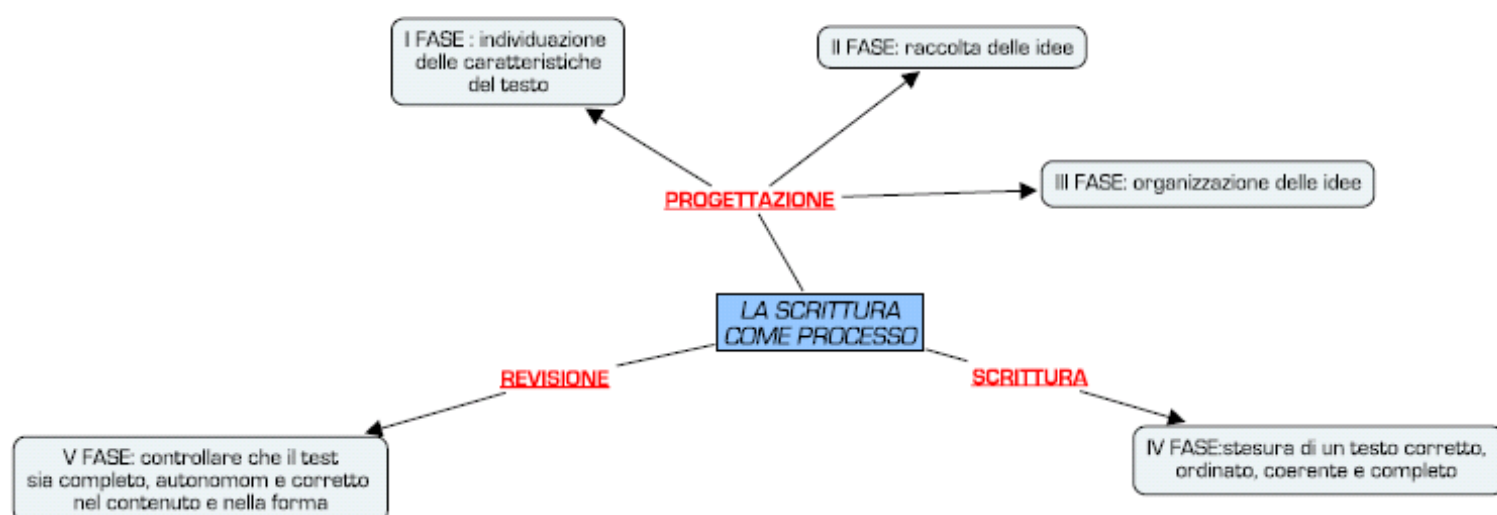 I FASE : individuazione
delle caratteristiche
del testo
II FASE: raccolta delle idee
III FASE: organizzazione delle idee
PROGETTAZIONE
LA SCRITTURA
COME PROCESSO
REVISIONE
SCRITTURA
V FASE: controllare che il test
sia completo, autonomom e corretto
nel contenuto e nella forma
IV FASE:stesura di un testo corretto,
ordinato, coerente e completo